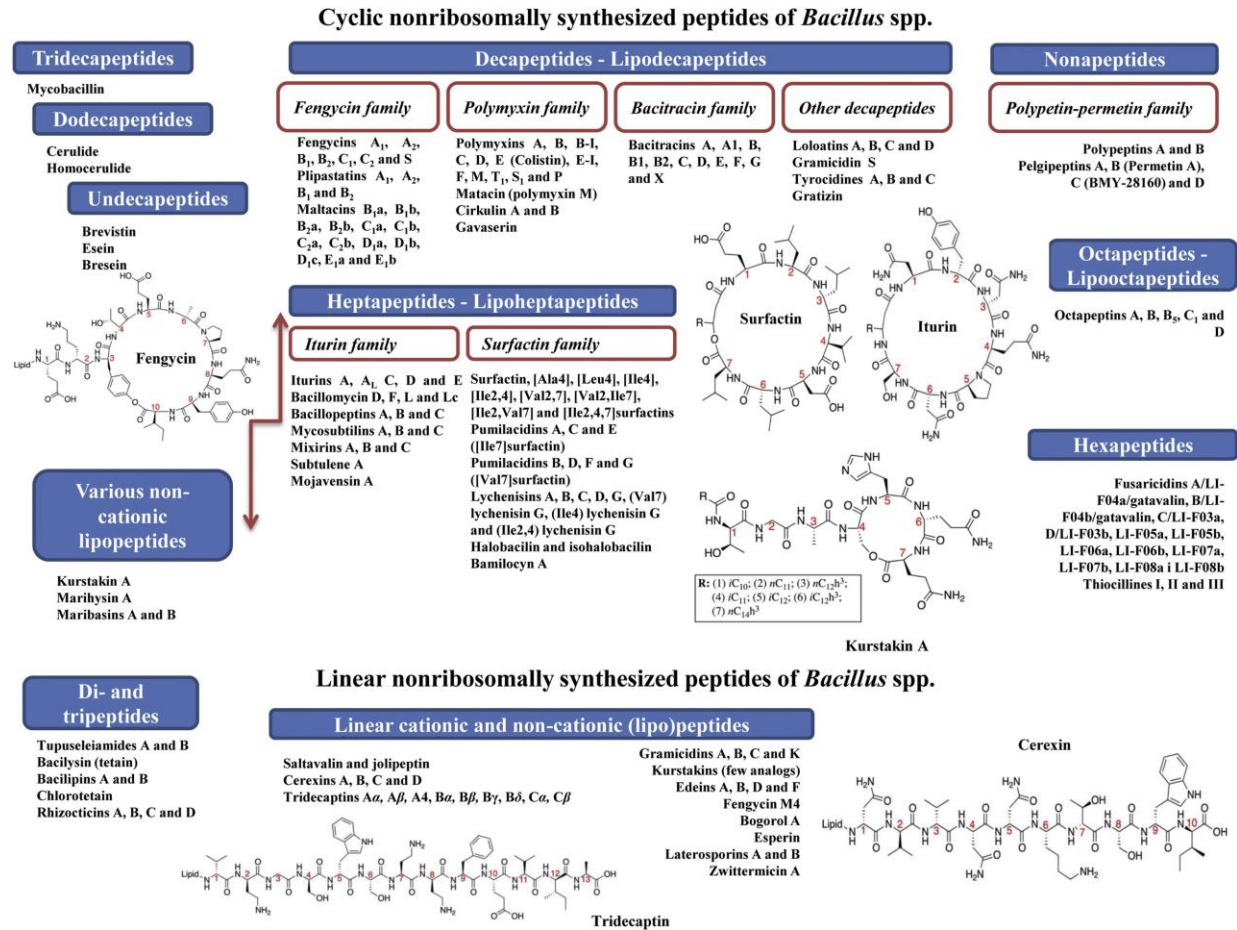 Cyclic nonribosomally synthesized peptides of Bacillus spp.
Tridecapeptides
Mycobacillin
Dodecapeptides
Cerulide
Homocerulide
Undecapeptides
Brevistin
Esein
Bresein
Decapeptides - Lipodecapeptides
Fengycin family
Fengycins A₁, A₂,
B₁, B₂, C₁, C₂ and S
Plipastatins A₁, A₂,
B₁ and B₂
Maltacins B₁a, B₁b,
B₂a, B₂b, C₁a, C₁b,
C₂a, C₂b, D₁a, D₁b,
D₁c, E₁a and E₁b
Polymyxin family
Polymyxins A, B, B-I,
C, D, E (Colistin), E-I,
F, M, T₁, S₁ and P
Matacin (polymyxin M)
Cirkulin A and B
Gavaserin
Bacitracin family
Bacitracins A, A1, B,
B1, B2, C, D, E, F, G
and X
Other decapeptides
Loloatins A, B, C and D
Gramicidin S
Tyrocidines A, B and C
Gratizin
Nonapeptides
Polypetin-permetin family
Polypeptins A and B
Pelgipeptins A, B (Permetin A),
C (BMY-28160) and D
Octapeptides -
Lipooctapeptides
Octapeptins A, B, B₅, C₁ and
D
Hexapeptides
Fusaricidins A/LI-
F04a/gatavalin, B/LI-
F04b/gatavalin, C/LI-F03a,
D/LI-F03b, LI-F05a, LI-F05b,
LI-F06a, LI-F06b, LI-F07a,
LI-F07b, LI-F08a i LI-F08b
Thiocillines I, II and III
Heptapeptides - Lipoheptapeptides
Iturin family
Iturins A, A_L C, D and E
Bacillomycin D, F, L and Lc
Bacillopeptins A, B and C
Mycosubtilins A, B and C
Mixirins A, B and C
Subtulene A
Mojavensin A
Surfactin family
Surfactin, [Ala4], [Leu4], [Ile4],
[Ile2,4], [Val2,7], [Val2,Ile7],
[Ile2,Val7] and [Ile2,4,7]surfactins
Pumilacidins A, C and E
([Ile7]surfactin)
Pumilacidins B, D, F and G
([Val7]surfactin)
Lychenisins A, B, C, D, G, (Val7)
lychenisin G, (Ile4) lychenisin G
and (Ile2,4) lychenisin G
Halobacilin and isohalobacilin
Bamilocyn A
Various non-
cationic
lipopeptides
Kurstakin A
Marihysin A
Maribasins A and B
Fengycin
Lipid
Surfactin
Iturin
R: (1) iC₁₀; (2) nC₁₁; (3) nC₁₂h³;
(4) iC₁₁; (5) iC₁₂; (6) iC₁₂h³;
(7) nC₁₄h³
Kurstakin A
Linear nonribosomally synthesized peptides of Bacillus spp.
Di- and
tripeptides
Tupuseleiamides A and B
Bacilysin (tetain)
Bacilipins A and B
Chlorotetain
Rhizocticins A, B, C and D
Linear cationic and non-cationic (lipo)peptides
Saltavalin and jolipeptin
Cerexins A, B, C and D
Tridecaptins Aα, Aβ, A4, Bα, Bβ, Bγ, Bδ, Cα, Cβ
Gramicidins A, B, C and K
Kurstakins (few analogs)
Edeins A, B, D and F
Fengycin M4
Bogorol A
Esperin
Laterosporins A and B
Zwittermicin A
Lipid
Tridecaptin
Cerexin
Lipid